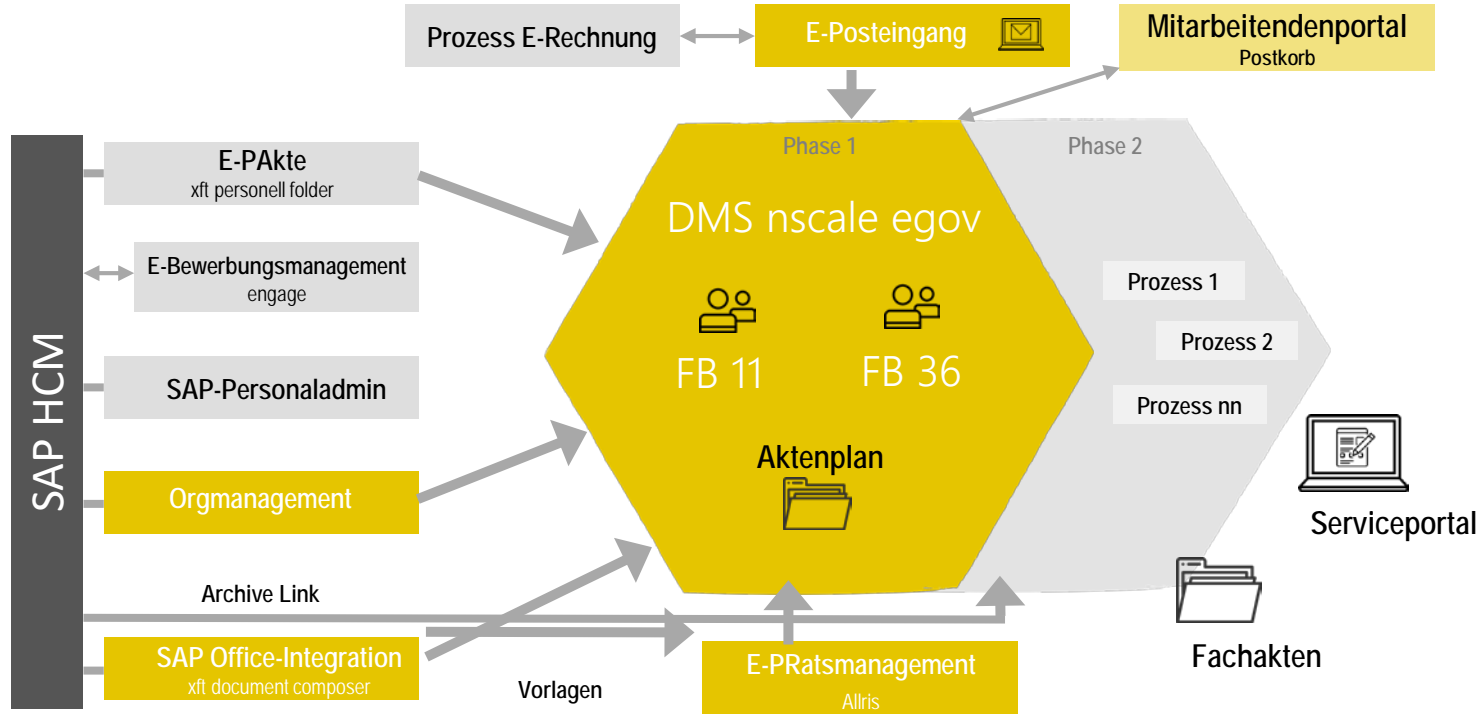 Prozess E-Rechnung
E-Posteingang
Mitarbeitendenportal
Postkorb
SAP HCM
E-PAkte
xft personell folder
E-Bewerbungsmanagement
engage
SAP-Personaladmin
Orgmanagement
Archive Link
SAP Office-Integration
xft document composer
Vorlagen
Phase 1
DMS nscale egov
FB 11
FB 36
Aktenplan
E-PRatsmanagement
Allris
Phase 2
Prozess 1
Prozess 2
Prozess nn
Serviceportal
Fachakten